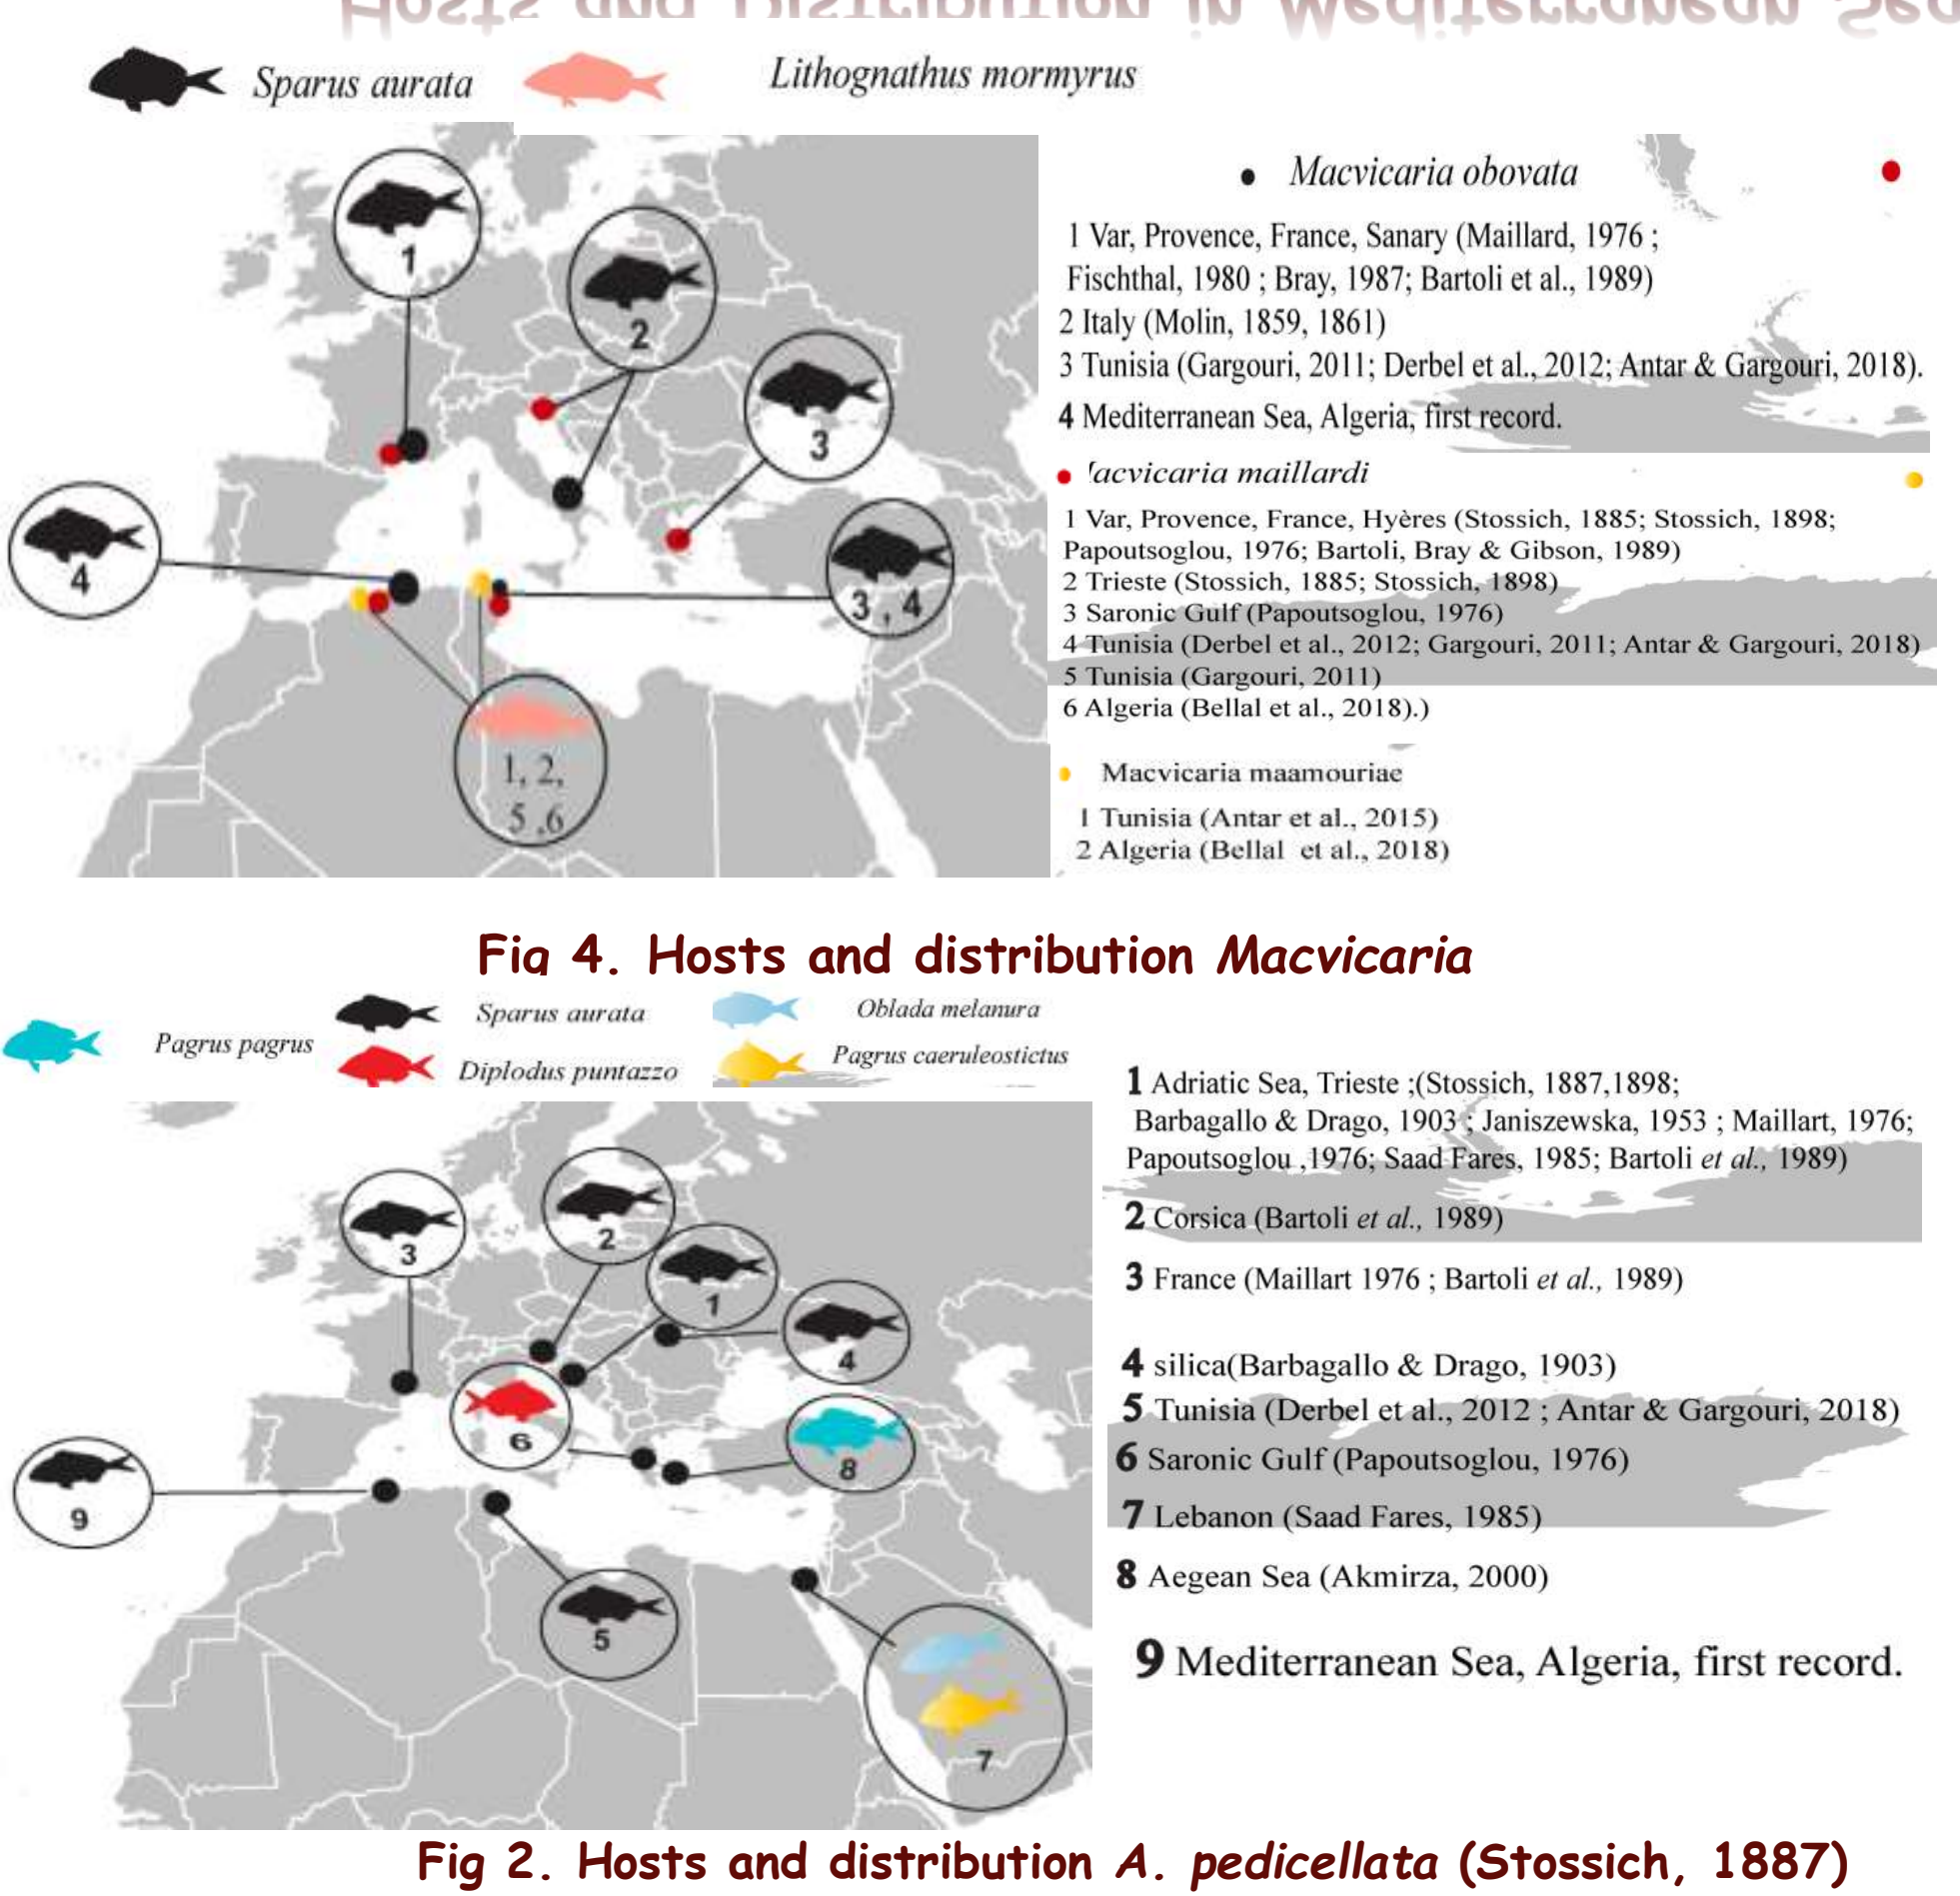 Hosts and Distribution in Mediterranean Sea
Sparus aurata
Lithognathus mormyrus
1
2
3
4
3 , 4
1, 2,
5 ,6
• Macvicaria obovata
1 Var, Provence, France, Sanary (Maillard, 1976 ;
Fischthal, 1980 ; Bray, 1987; Bartoli et al., 1989)
2 Italy (Molin, 1859, 1861)
3 Tunisia (Gargouri, 2011; Derbel et al., 2012; Antar & Gargouri, 2018).
4 Mediterranean Sea, Algeria, first record.
acvicaria maillardi
1 Var, Provence, France, Hyères (Stossich, 1885; Stossich, 1898;
Papoutsoglou, 1976; Bartoli, Bray & Gibson, 1989)
2 Trieste (Stossich, 1885; Stossich, 1898)
3 Saronic Gulf (Papoutsoglou, 1976)
4 Tunisia (Derbel et al., 2012; Gargouri, 2011; Antar & Gargouri, 2018)
5 Tunisia (Gargouri, 2011)
6 Algeria (Bellal et al., 2018).)
Macvicaria maamouriae
1 Tunisia (Antar et al., 2015)
2 Algeria (Bellal et al., 2018)
Fig 4. Hosts and distribution Macvicaria
Pagrus pagrus
Sparus aurata
Diplodus puntazzo
Oblada melanura
Pagrus caeruleostictus
3
2
1
4
6
8
9
5
7
1 Adriatic Sea, Trieste ;(Stossich, 1887,1898;
Barbagallo & Drago, 1903 ; Janiszewska, 1953 ; Maillart, 1976;
Papoutsoglou ,1976; Saad Fares, 1985; Bartoli et al., 1989)
2 Corsica (Bartoli et al., 1989)
3 France (Maillart 1976 ; Bartoli et al., 1989)
4 silica(Barbagallo & Drago, 1903)
5 Tunisia (Derbel et al., 2012 ; Antar & Gargouri, 2018)
6 Saronic Gulf (Papoutsoglou, 1976)
7 Lebanon (Saad Fares, 1985)
8 Aegean Sea (Akmirza, 2000)
9 Mediterranean Sea, Algeria, first record.
Fig 2. Hosts and distribution A. pedicellata (Stossich, 1887)